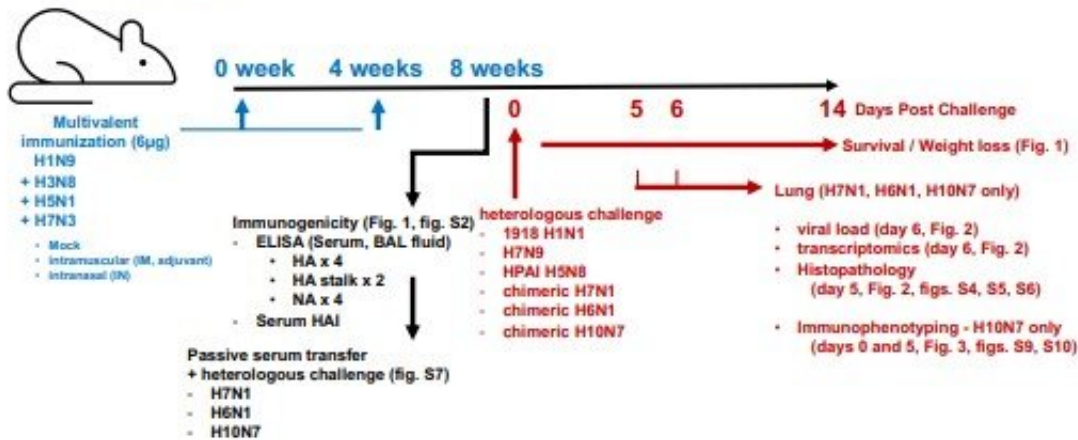 0 week 4 weeks 8 weeks
0 5 6 14 Days Post Challenge
Multivalent
immunization (6µg)
H1N9
+ H3N8
+ H5N1
+ H7N3
• Mock
• intramuscular (IM, adjuvant)
• intranasal (IN)
Immunogenicity (Fig. 1, fig. S2)
- ELISA (Serum, BAL fluid)
• HA x 4
• HA stalk x 2
• NA x 4
- Serum HAI
Passive serum transfer
+ heterologous challenge (fig. S7)
- H7N1
- H6N1
- H10N7
heterologous challenge
- 1918 H1N1
- H7N9
- HPAI H5N8
- chimeric H7N1
- chimeric H6N1
- chimeric H10N7
Survival / Weight loss (Fig. 1)
Lung (H7N1, H6N1, H10N7 only)
• viral load (day 6, Fig. 2)
• transcriptomics (day 6, Fig. 2)
• Histopathology
(day 5, Fig. 2, figs. S4, S5, S6)
• Immunophenotyping - H10N7 only
(days 0 and 5, Fig. 3, figs. S9, S10)